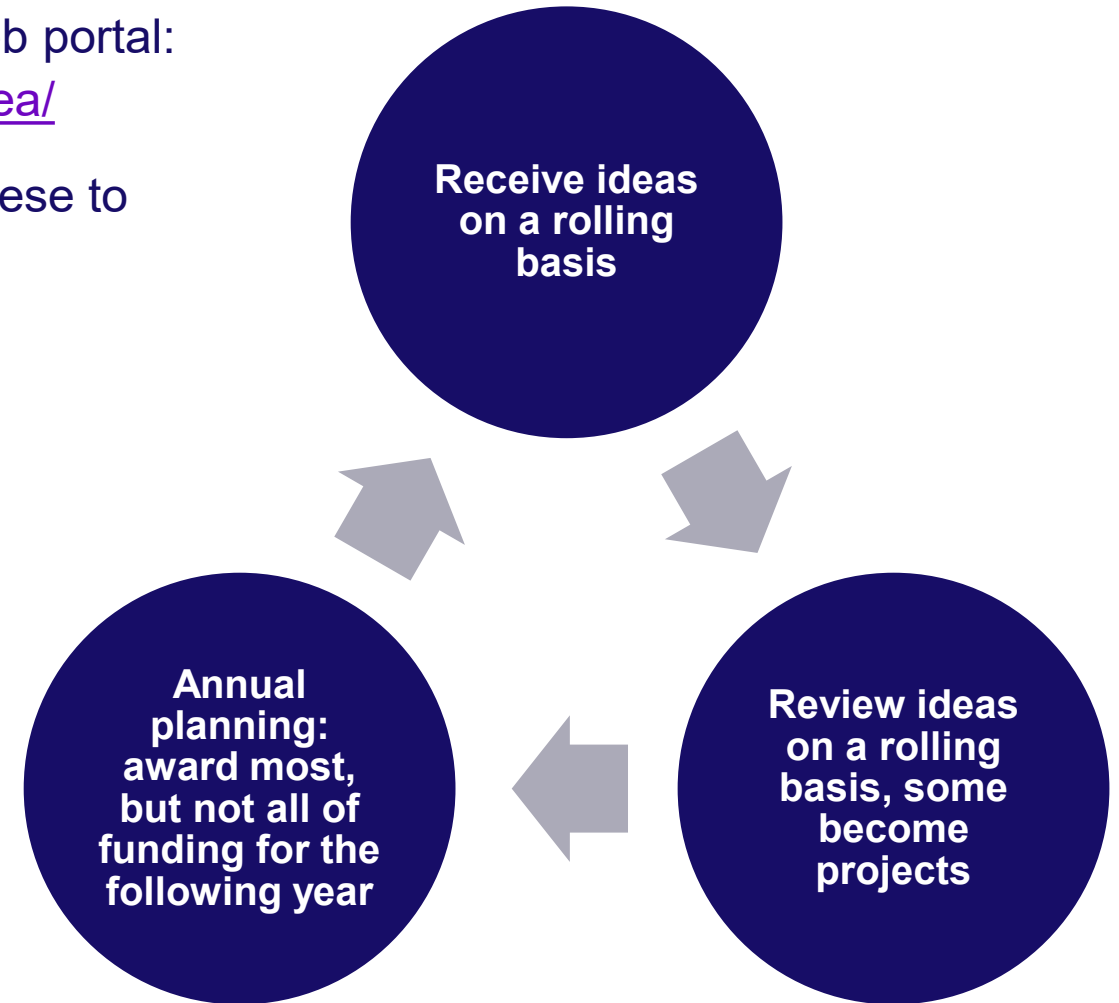 b portal:
ea/
ese to
Receive ideas
on a rolling
basis
Review ideas
on a rolling
basis, some
become
projects
Annual
planning:
award most,
but not all of
funding for the
following year